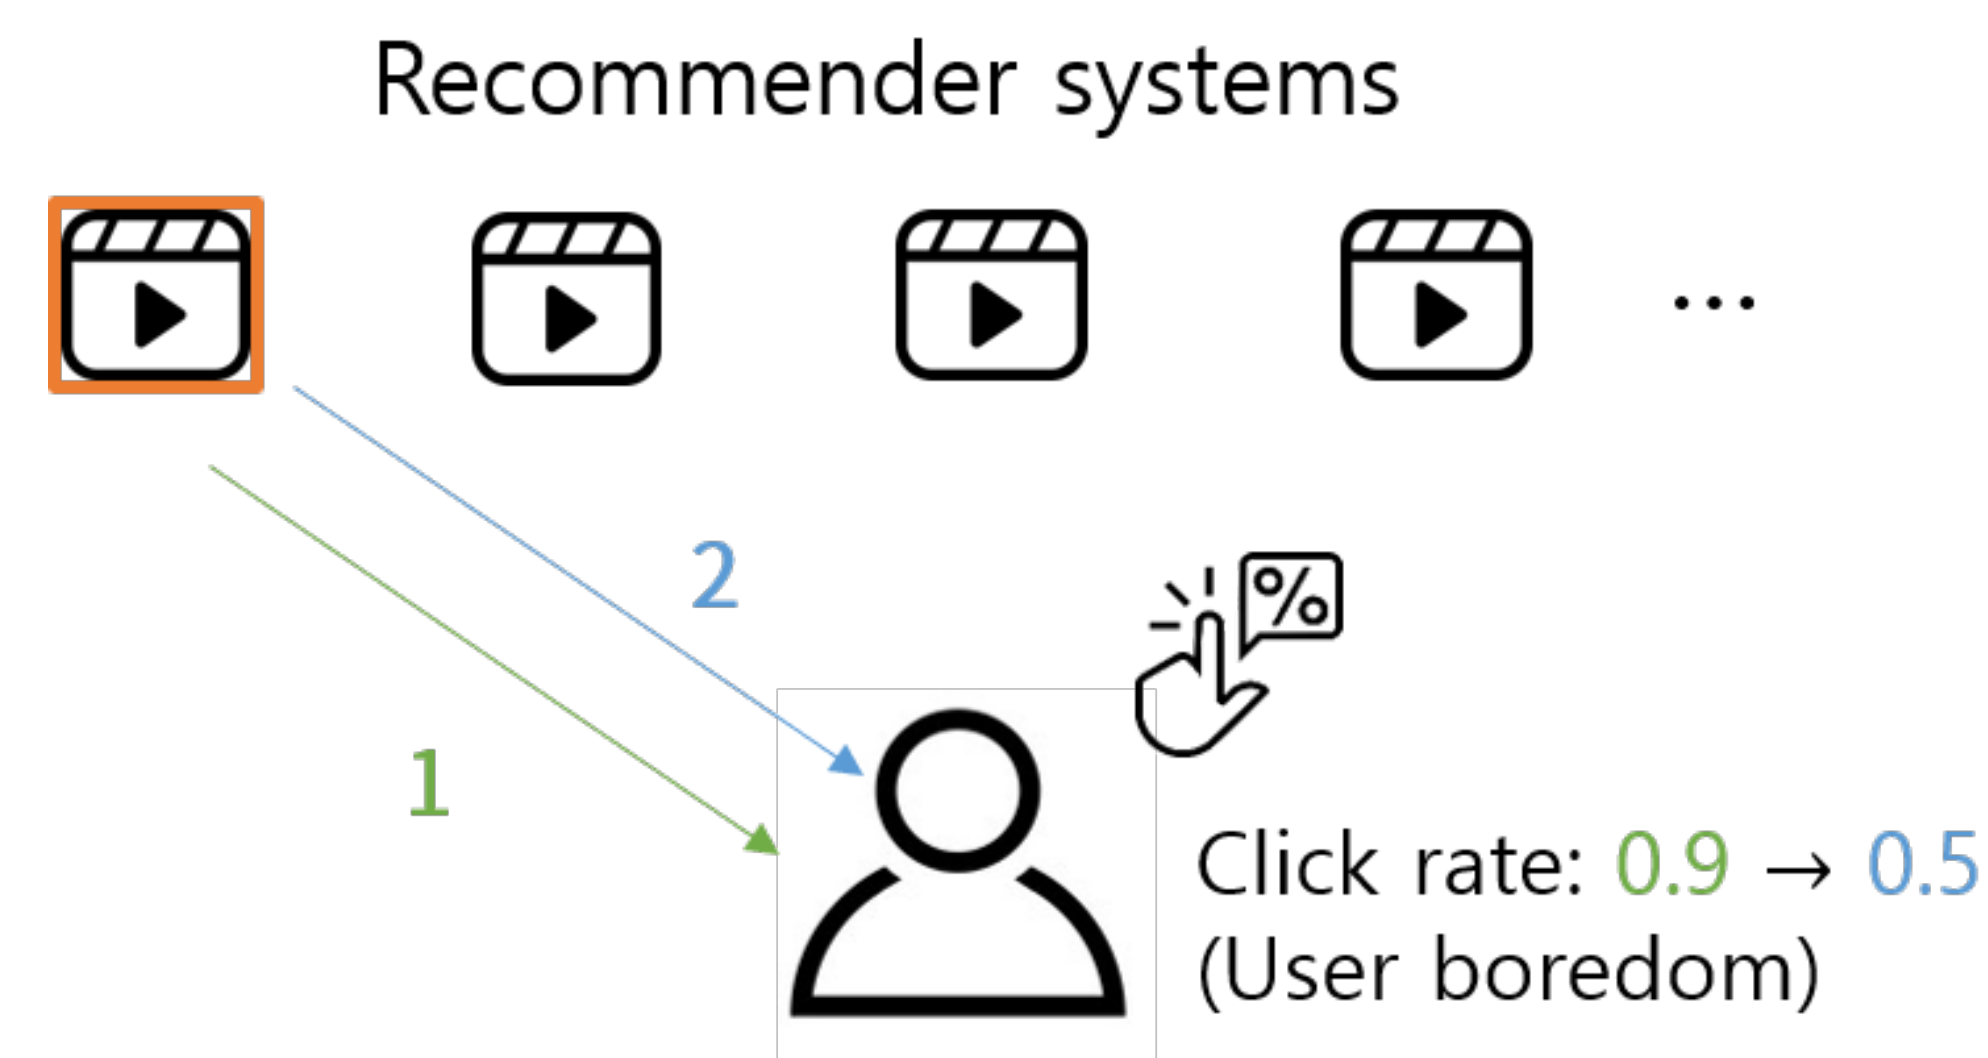 Recommender systems
...
2
%
1
Click rate: 0.9 → 0.5
(User boredom)